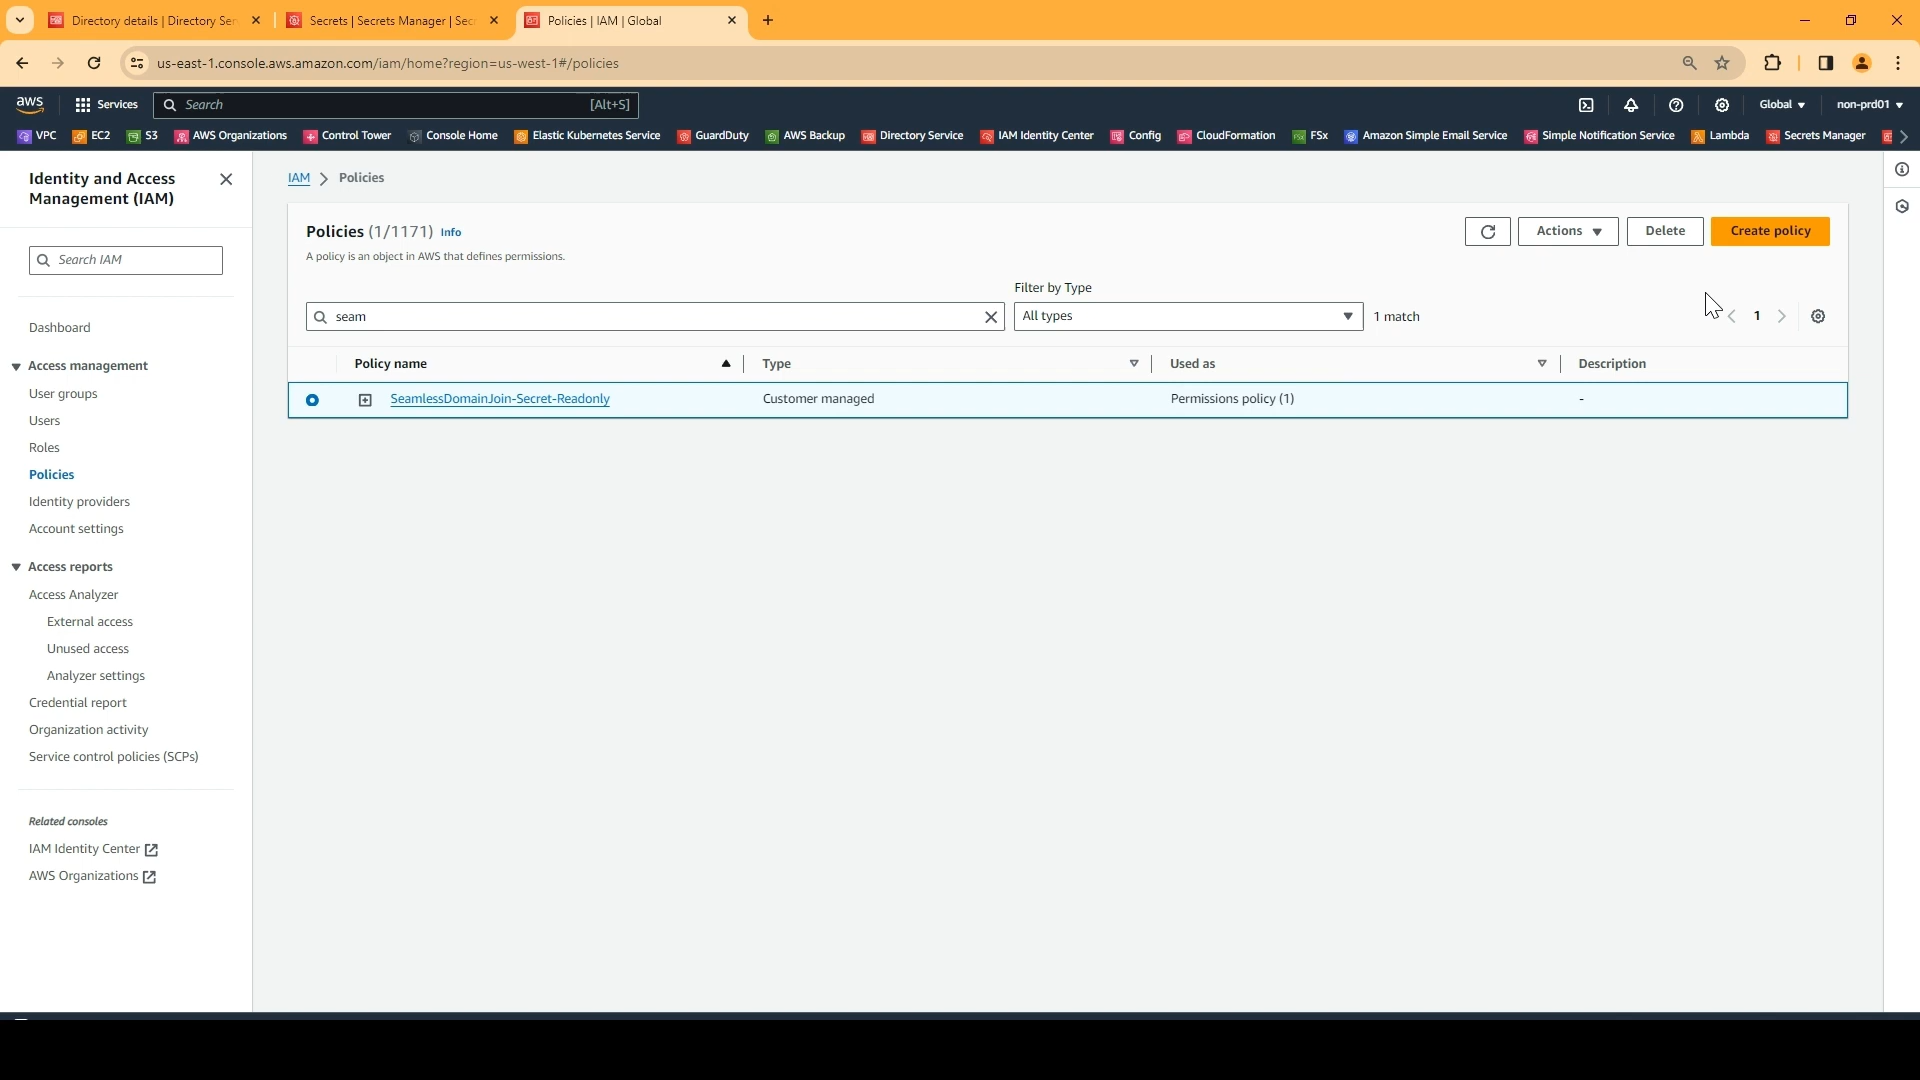 Directory details | Directory Ser
Secrets | Secrets Manager | Sec
Policies | IAM | Global
us-east-1.console.aws.amazon.com/iam/home?region=us-west-1#/policies
aws
Services
Search
[Alt+S]
Global
non-prd01
VPC
EC2
S3
AWS Organizations
Control Tower
Console Home
Elastic Kubernetes Service
GuardDuty
AWS Backup
Directory Service
IAM Identity Center
Config
CloudFormation
FSx
Amazon Simple Email Service
Simple Notification Service
Lambda
Secrets Manager
Identity and Access
Management (IAM)
Search IAM
Dashboard
Access management
User groups
Users
Roles
Policies
Identity providers
Account settings
Access reports
Access Analyzer
External access
Unused access
Analyzer settings
Credential report
Organization activity
Service control policies (SCPs)
Related consoles
IAM Identity Center
AWS Organizations
IAM
Policies
Policies (1/1171) Info
A policy is an object in AWS that defines permissions.
Actions
Delete
Create policy
Filter by Type
seam
All types
1 match
1
Policy name
Type
Used as
Description
SeamlessDomainJoin-Secret-Readonly
Customer managed
Permissions policy (1)
-